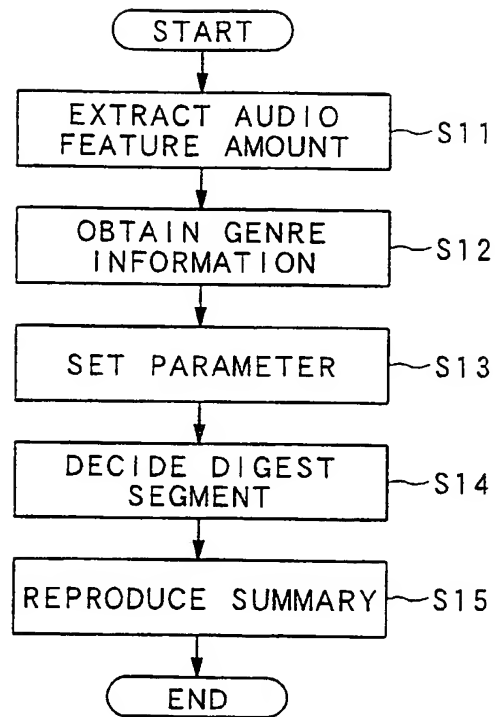 START
EXTRACT AUDIO
FEATURE AMOUNT
S11
OBTAIN GENRE
INFORMATION
S12
SET PARAMETER
S13
DECIDE DIGEST
SEGMENT
S14
REPRODUCE SUMMARY
S15
END